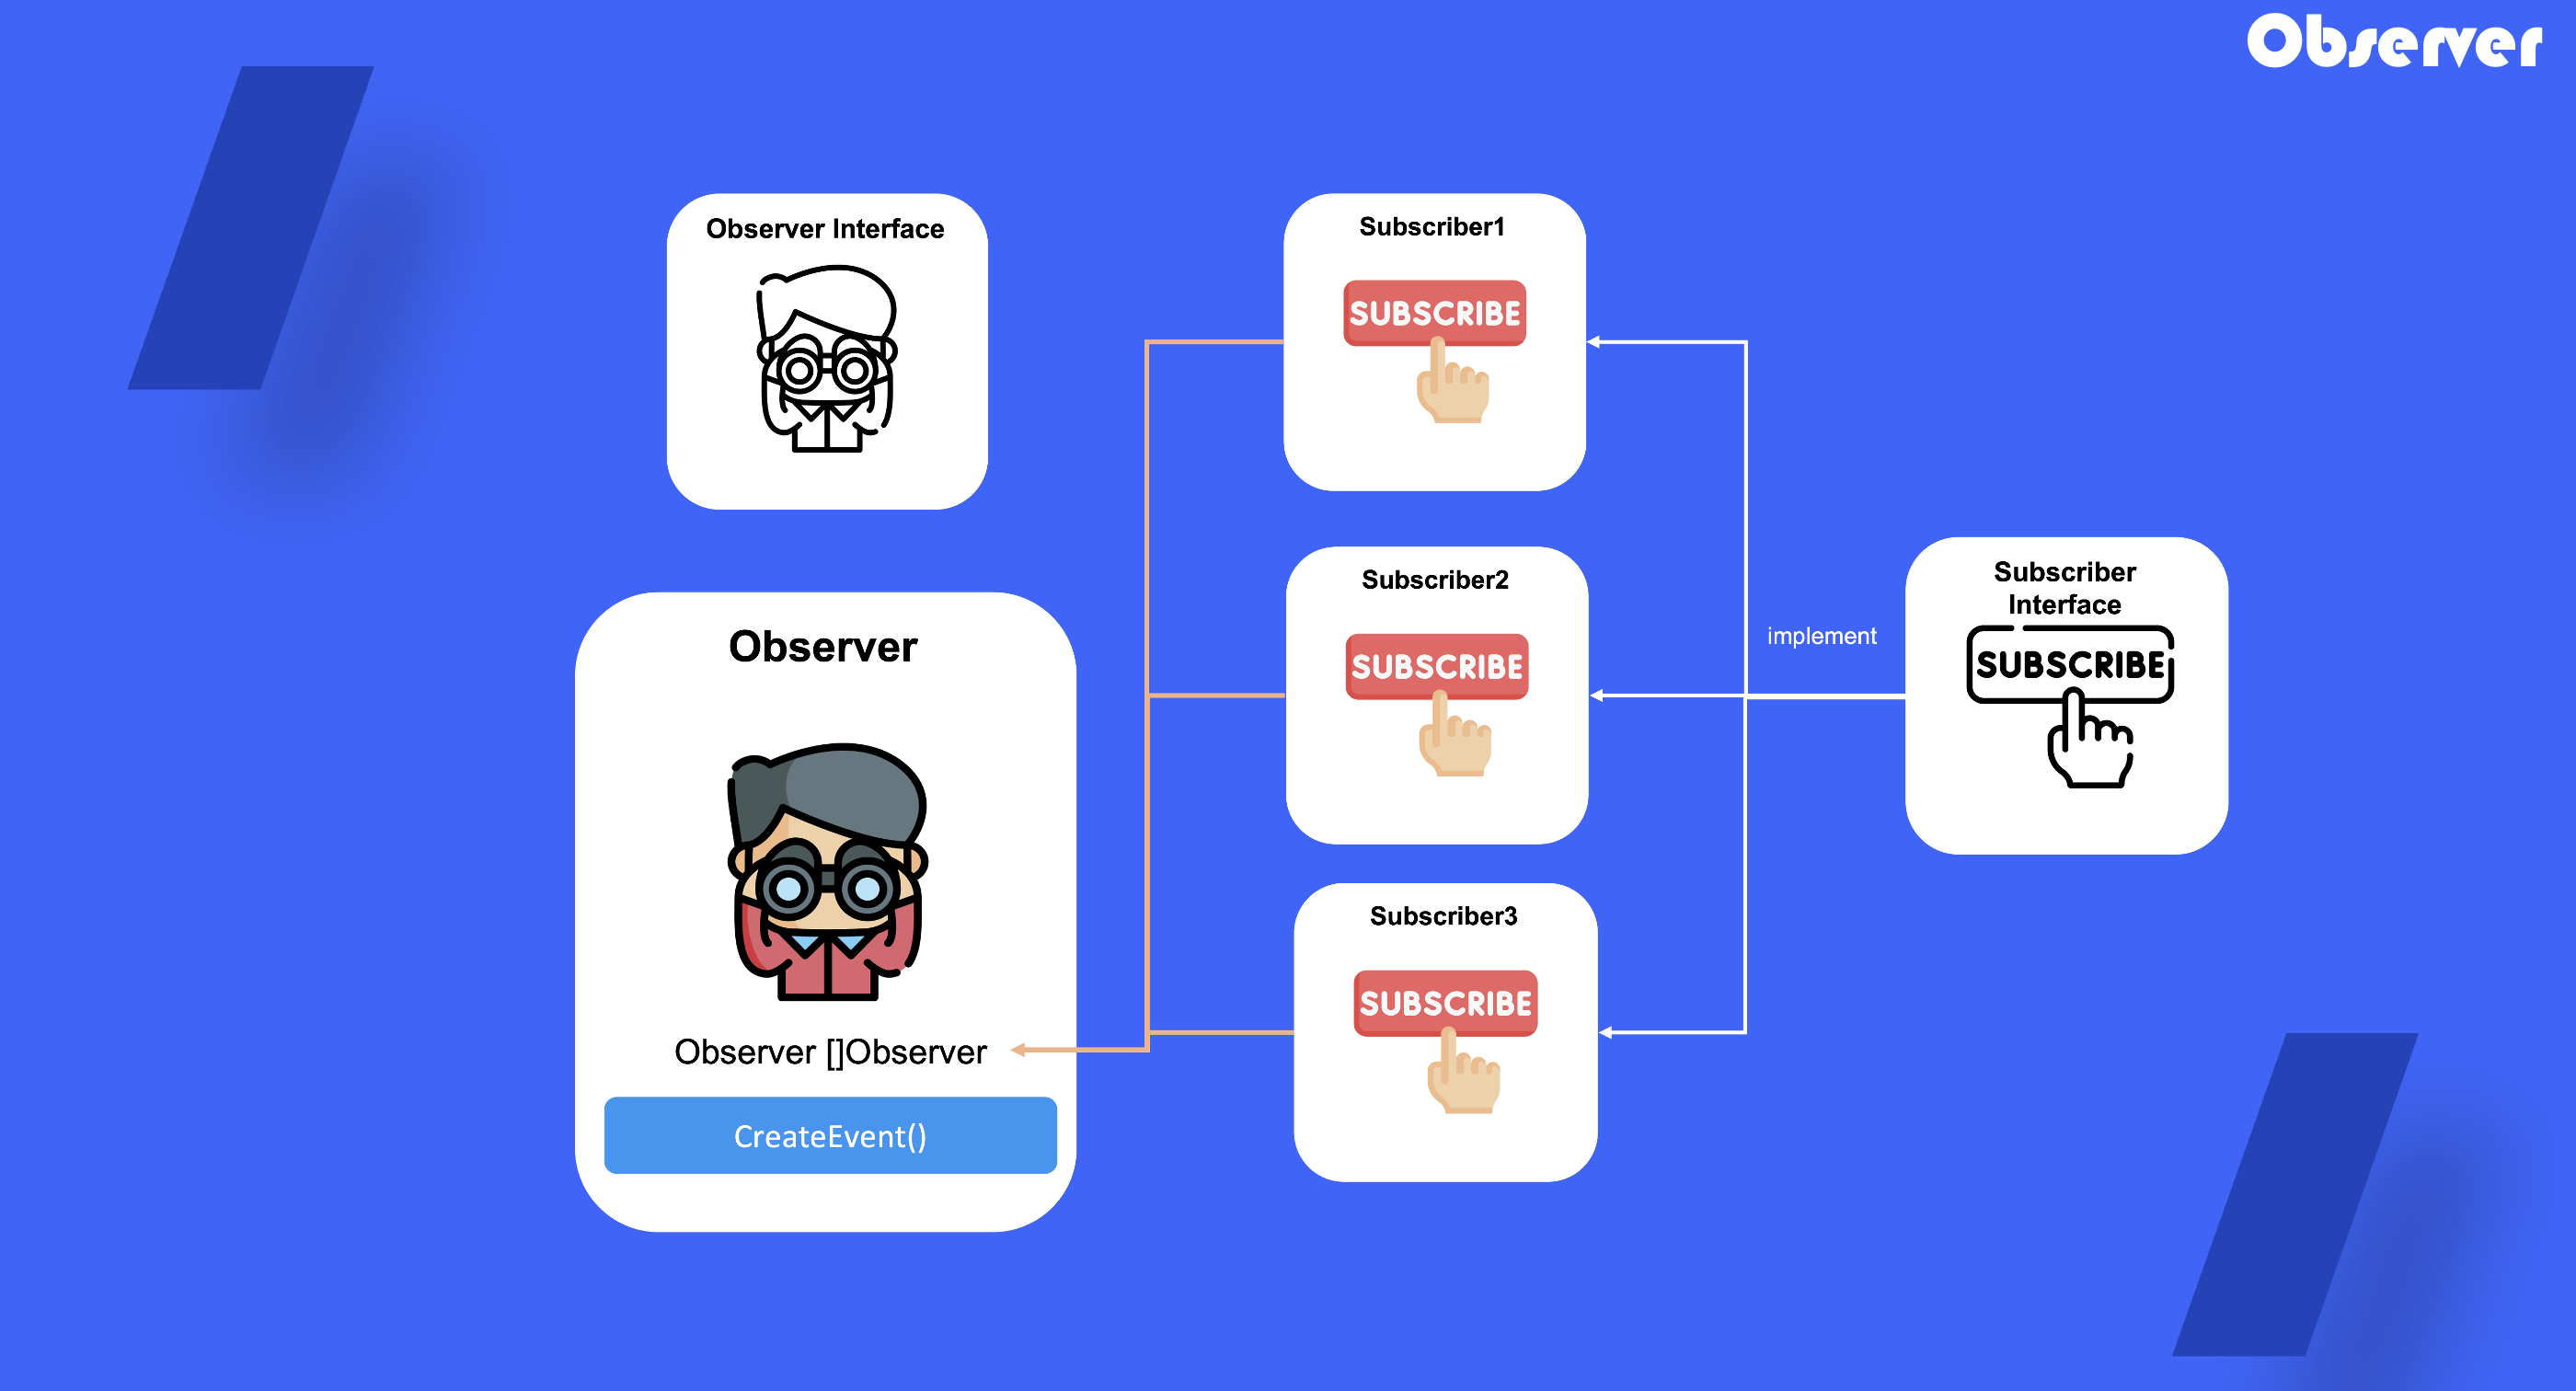 Observer
Observer Interface
Subscriber1
SUBSCRIBE
Subscriber2
SUBSCRIBE
Subscriber3
SUBSCRIBE
implement
Subscriber
Interface
SUBSCRIBE
Observer
Observer []Observer
CreateEvent()